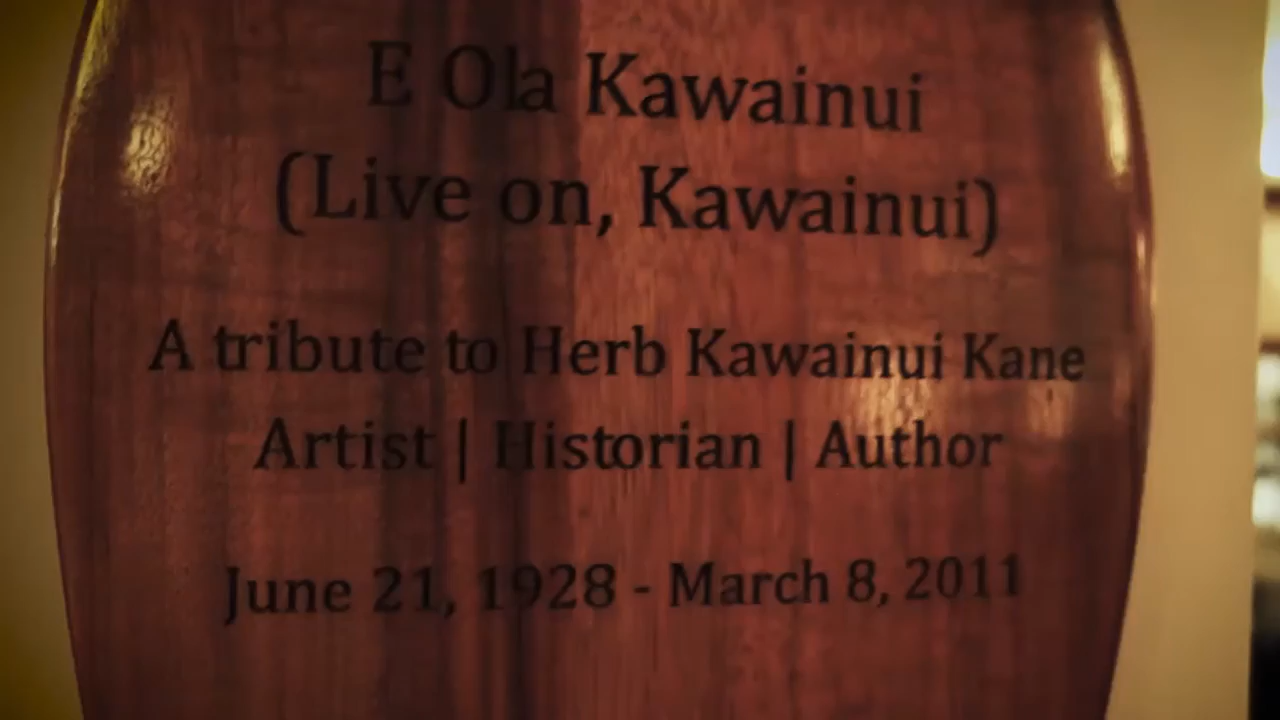 E Ola Kawainui
(Live on, Kawainui)
A tribute to Herb Kawainui Kane
Artist | Historian | Author
June 21, 1928 - March 8, 2011